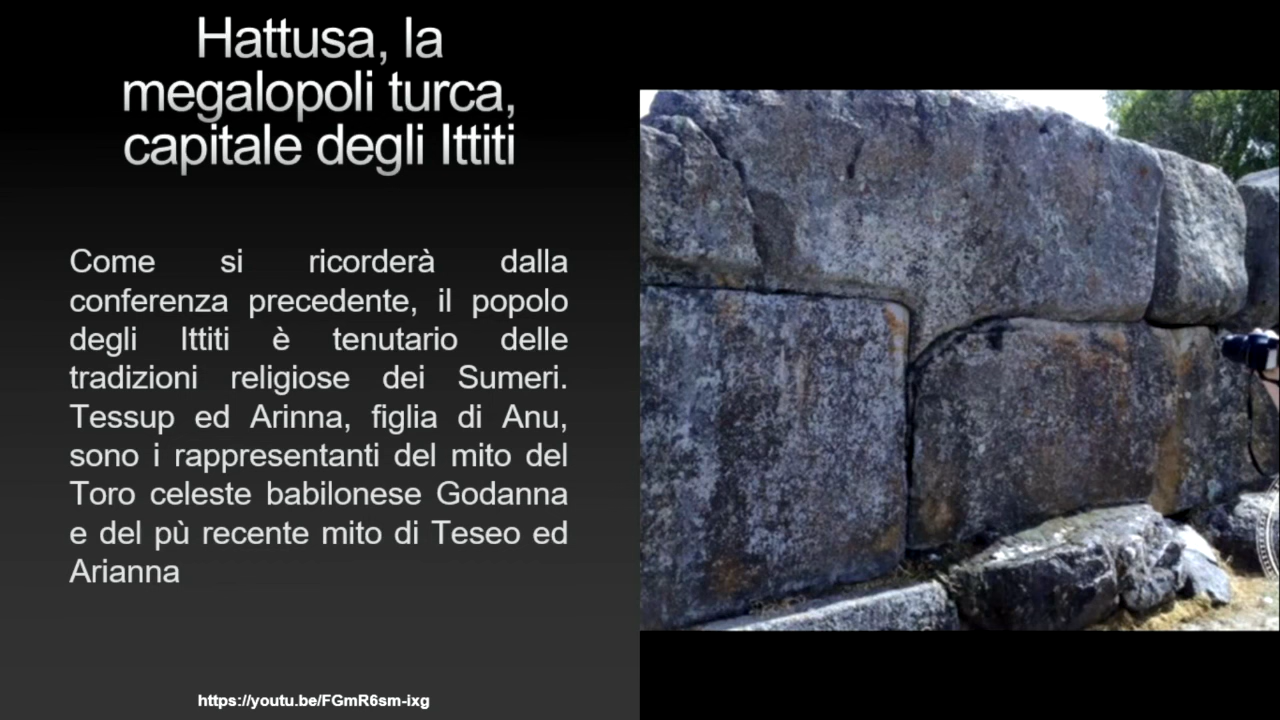 Hattusa, la
megalopoli turca,
capitale degli Ittiti
Come si ricorderà dalla
conferenza precedente, il popolo
degli Ittiti è tenutario delle
tradizioni religiose dei Sumeri.
Tessup ed Arinna, figlia di Anu,
sono i rappresentanti del mito del
Toro celeste babilonese Godanna
e del pù recente mito di Teseo ed
Arianna
https://youtu.be/FGmR6sm-ixg